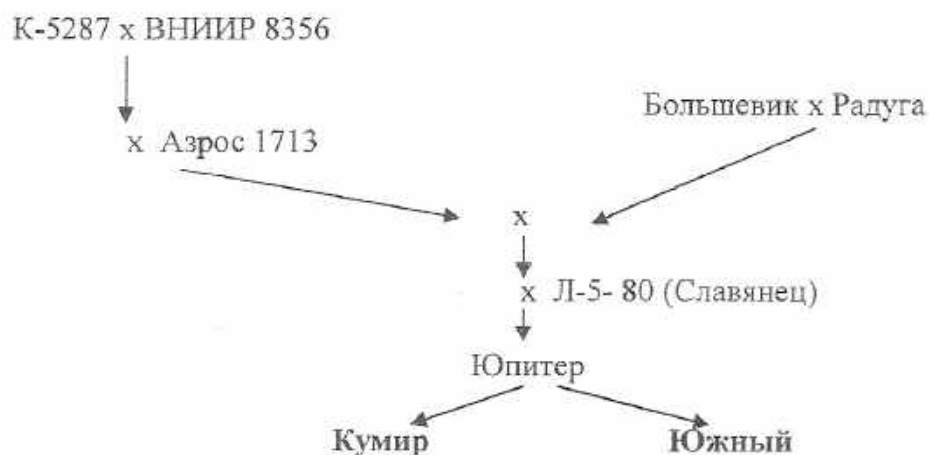 К-5287 х ВНИИР 8356
Большевик х Радуга
х Азрос 1713
х
х Л-5- 80 (Славянец)
Юпитер
Кумир Южный